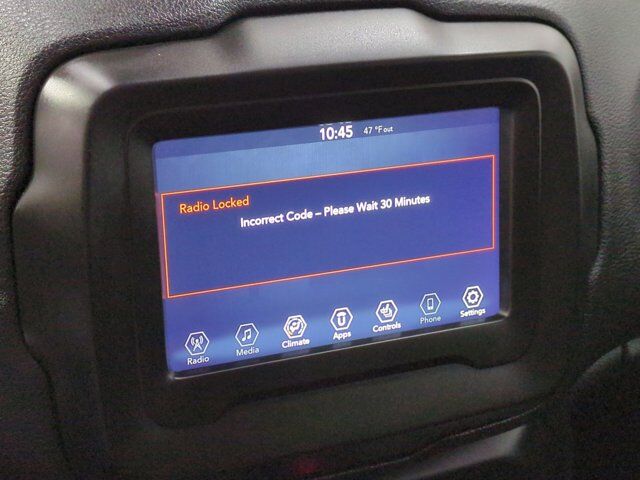 10:45 47 °F out
Radio Locked
Incorrect Code – Please Wait 30 Minutes
Radio Media Climate Apps Controls Phone Settings